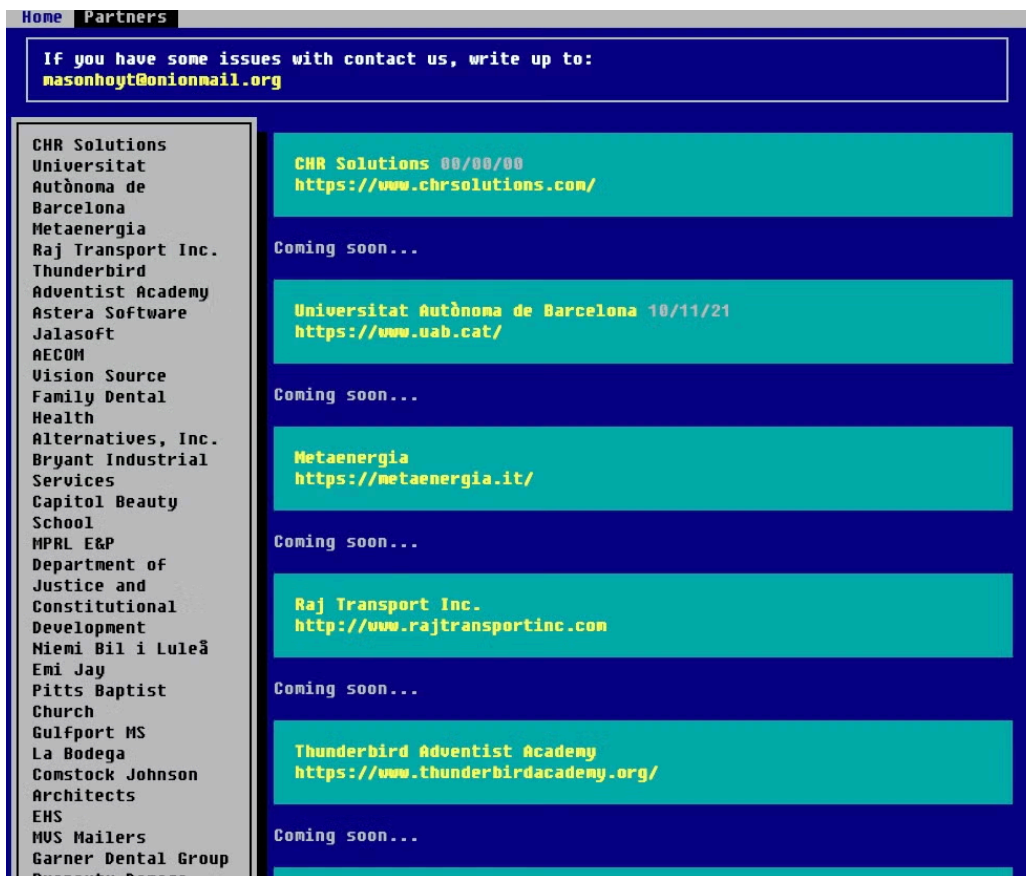 Home Partners
If you have some issues with contact us, write up to:
masonhoyt@onionmail.org
CHR Solutions
Universitat
Autònoma de
Barcelona
Metaenergia
Raj Transport Inc.
Thunderbird
Adventist Academy
Astera Software
Jalasoft
AECOM
Vision Source
Family Dental
Health
Alternatives, Inc.
Bryant Industrial
Services
Capitol Beauty
School
MPRL E&P
Department of
Justice and
Constitutional
Development
Niemi Bil i Luleå
Emi Jay
Pitts Baptist
Church
Gulfport MS
La Bodega
Comstock Johnson
Architects
EHS
MVS Mailers
Garner Dental Group
CHR Solutions 00/00/00
https://www.chrsolutions.com/
Coming soon...
Universitat Autònoma de Barcelona 10/11/21
https://www.uab.cat/
Coming soon...
Metaenergia
https://metaenergia.it/
Coming soon...
Raj Transport Inc.
http://www.rajtransportinc.com
Coming soon...
Thunderbird Adventist Academy
https://www.thunderbirdacademy.org/
Coming soon...